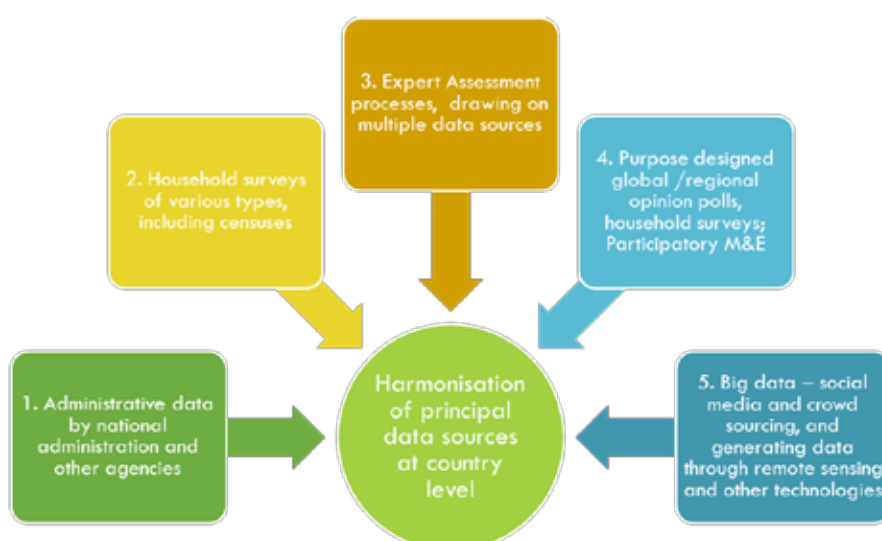 3. Expert Assessment
processes, drawing on
multiple data sources
2. Household surveys
of various types,
including censuses
4. Purpose designed
global /regional
opinion polls,
household surveys;
Participatory M&E
1. Administrative data
by national
administration and
other agencies
Harmonisation
of principal
data sources
at country
level
5. Big data – social
media and crowd
sourcing, and
generating data
through remote sensing
and other technologies